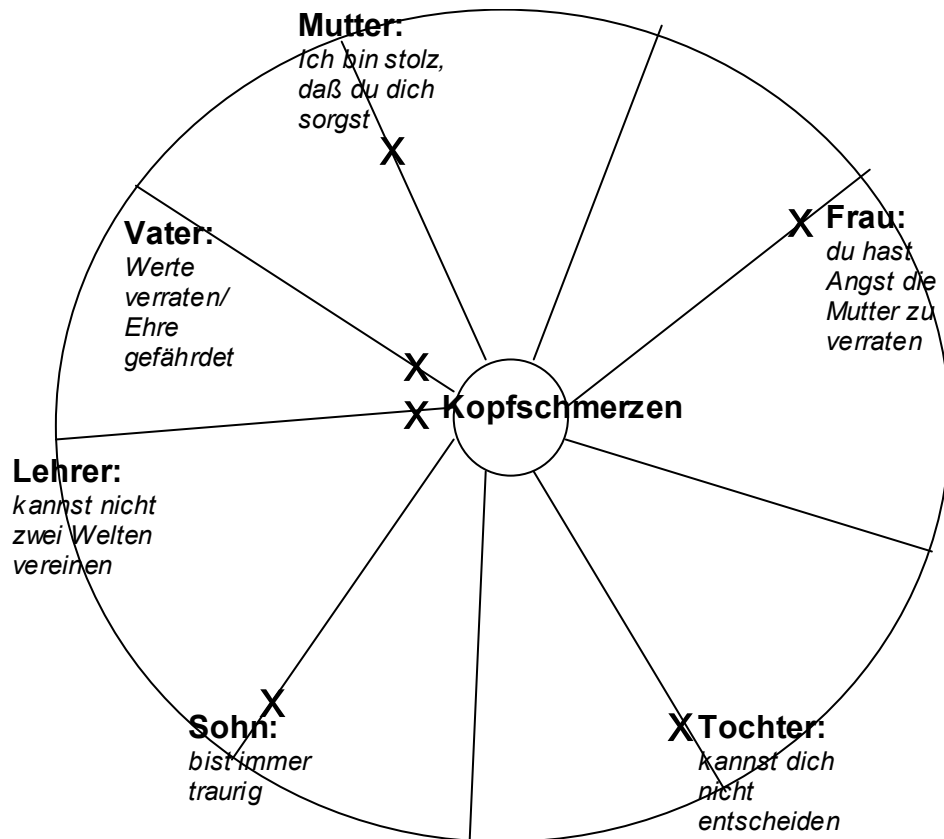 Mutter:
Ich bin stolz,
daß du dich
sorgst
X
X Frau:
du hast
Angst die
Mutter zu
verraten
Vater:
Werte
verraten/
Ehre
gefährdet
X
X Kopfschmerzen
Lehrer:
kannst nicht
zwei Welten
vereinen
X
Sohn:
bist immer
traurig
X Tochter:
kannst dich
nicht
entscheiden